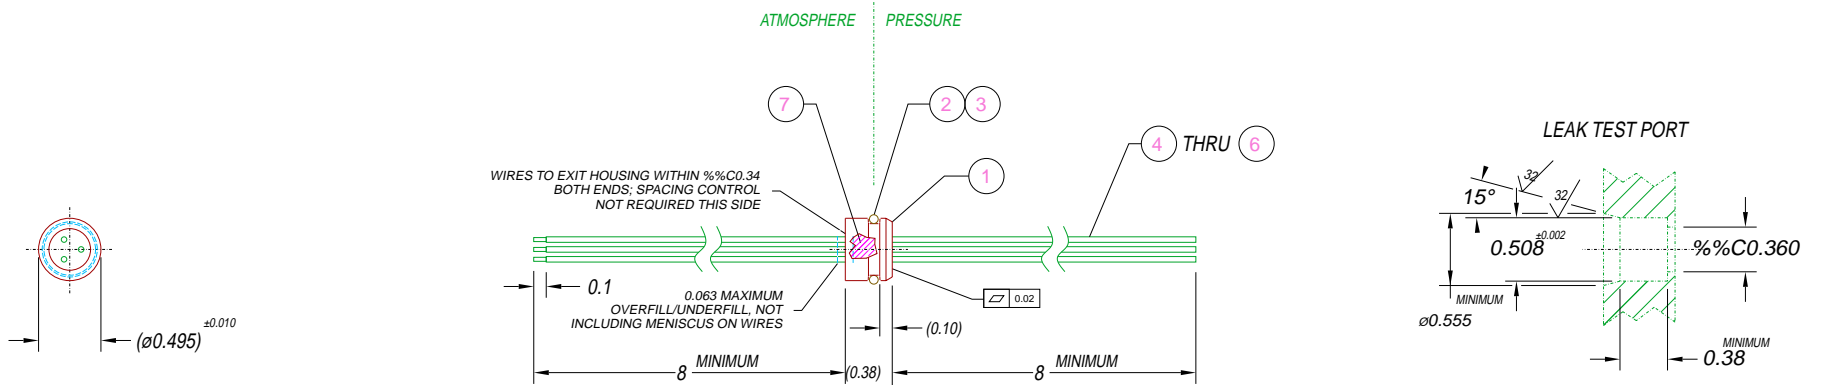 ATMOSPHERE
PRESSURE
7
2
3
4 THRU 6
1
LEAK TEST PORT
WIRES TO EXIT HOUSING WITHIN %%C0.34
BOTH ENDS; SPACING CONTROL
NOT REQUIRED THIS SIDE
32
32
15°
0.508 ±0.002
%%C0.360
0.1
0.063 MAXIMUM
OVERFILL/UNDERFILL, NOT
INCLUDING MENISCUS ON WIRES
0.02
(0.10)
MINIMUM
ø0.555
(ø0.495) ±0.010
8 MINIMUM
(0.38)
8 MINIMUM
0.38 MINIMUM